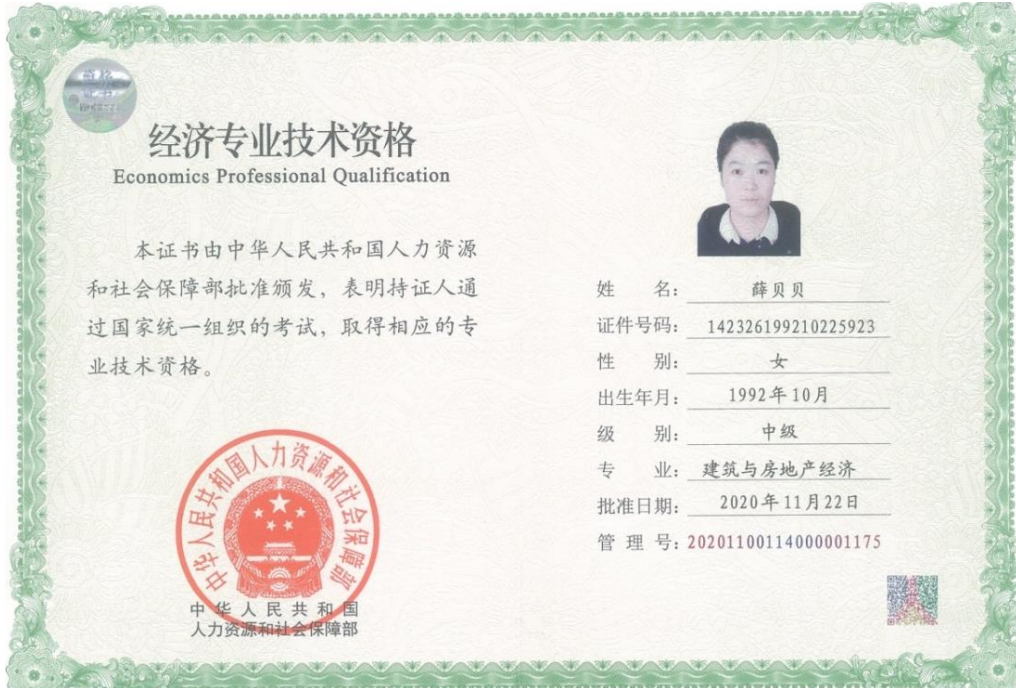 经济专业技术资格
Economics Professional Qualification
本证书由中华人民共和国人力资源
和社会保障部批准颁发，表明持证人通
过国家统一组织的考试，取得相应的专
业技术资格。
中华人民共和国人力资源和社会保障部
中华人民共和国
人力资源和社会保障部
姓 名：薛贝贝
证件号码：142326199210225923
性 别：女
出生年月：1992年10月
级 别：中级
专 业：建筑与房地产经济
批准日期：2020年11月22日
管 理 号：20201100114000001175